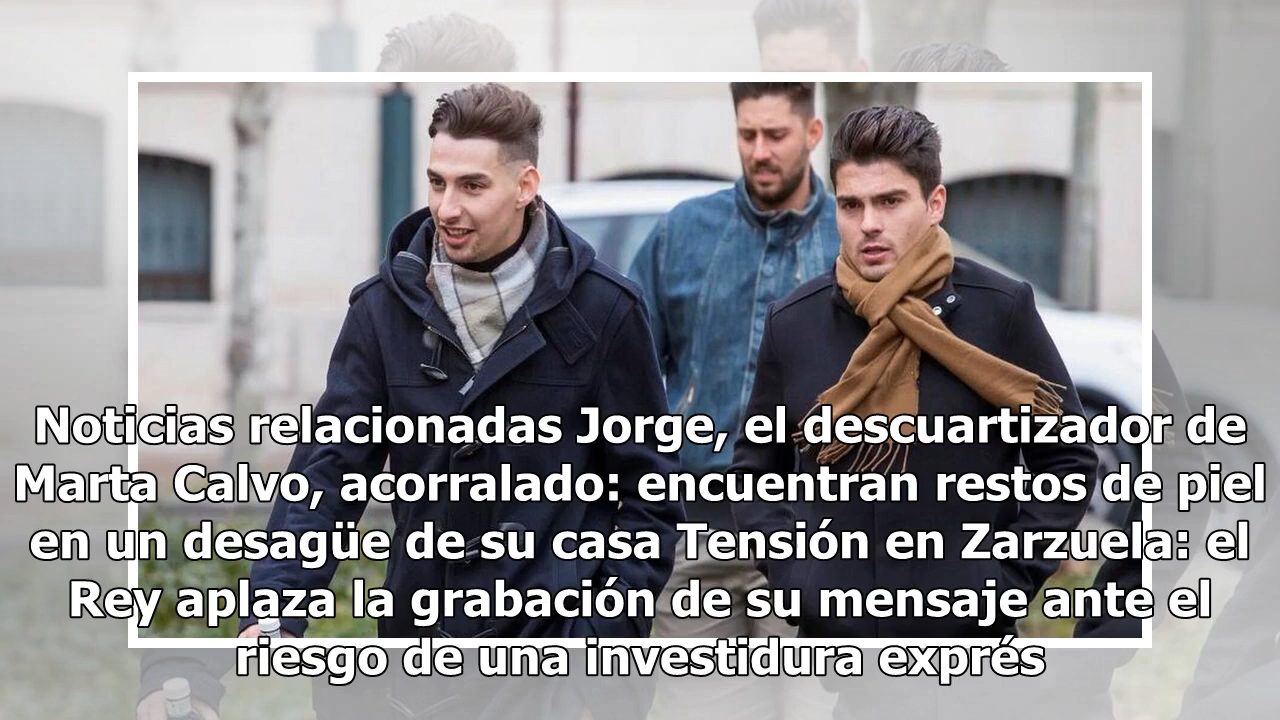 Noticias relacionadas Jorge, el descuartizador de
Marta Calvo, acorralado: encuentran restos de piel
en un desagüe de su casa Tensión en Zarzuela: el
Rey aplaza la grabación de su mensaje ante el
riesgo de una investidura exprés